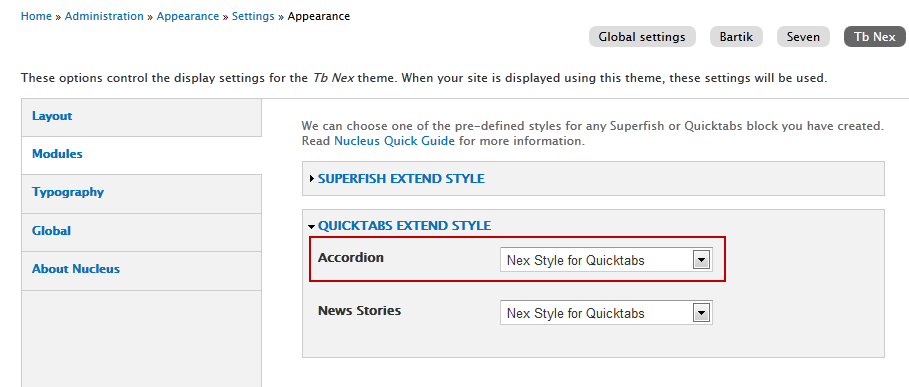 Home » Administration » Appearance » Settings » Appearance
Global settings Bartik Seven Tb Nex
These options control the display settings for the Tb Nex theme. When your site is displayed using this theme, these settings will be used.
Layout
Modules
Typography
Global
About Nucleus
We can choose one of the pre-defined styles for any Superfish or Quicktabs block you have created.
Read Nucleus Quick Guide for more information.
SUPERFISH EXTEND STYLE
QUICKTABS EXTEND STYLE
Accordion Nex Style for Quicktabs
News Stories Nex Style for Quicktabs